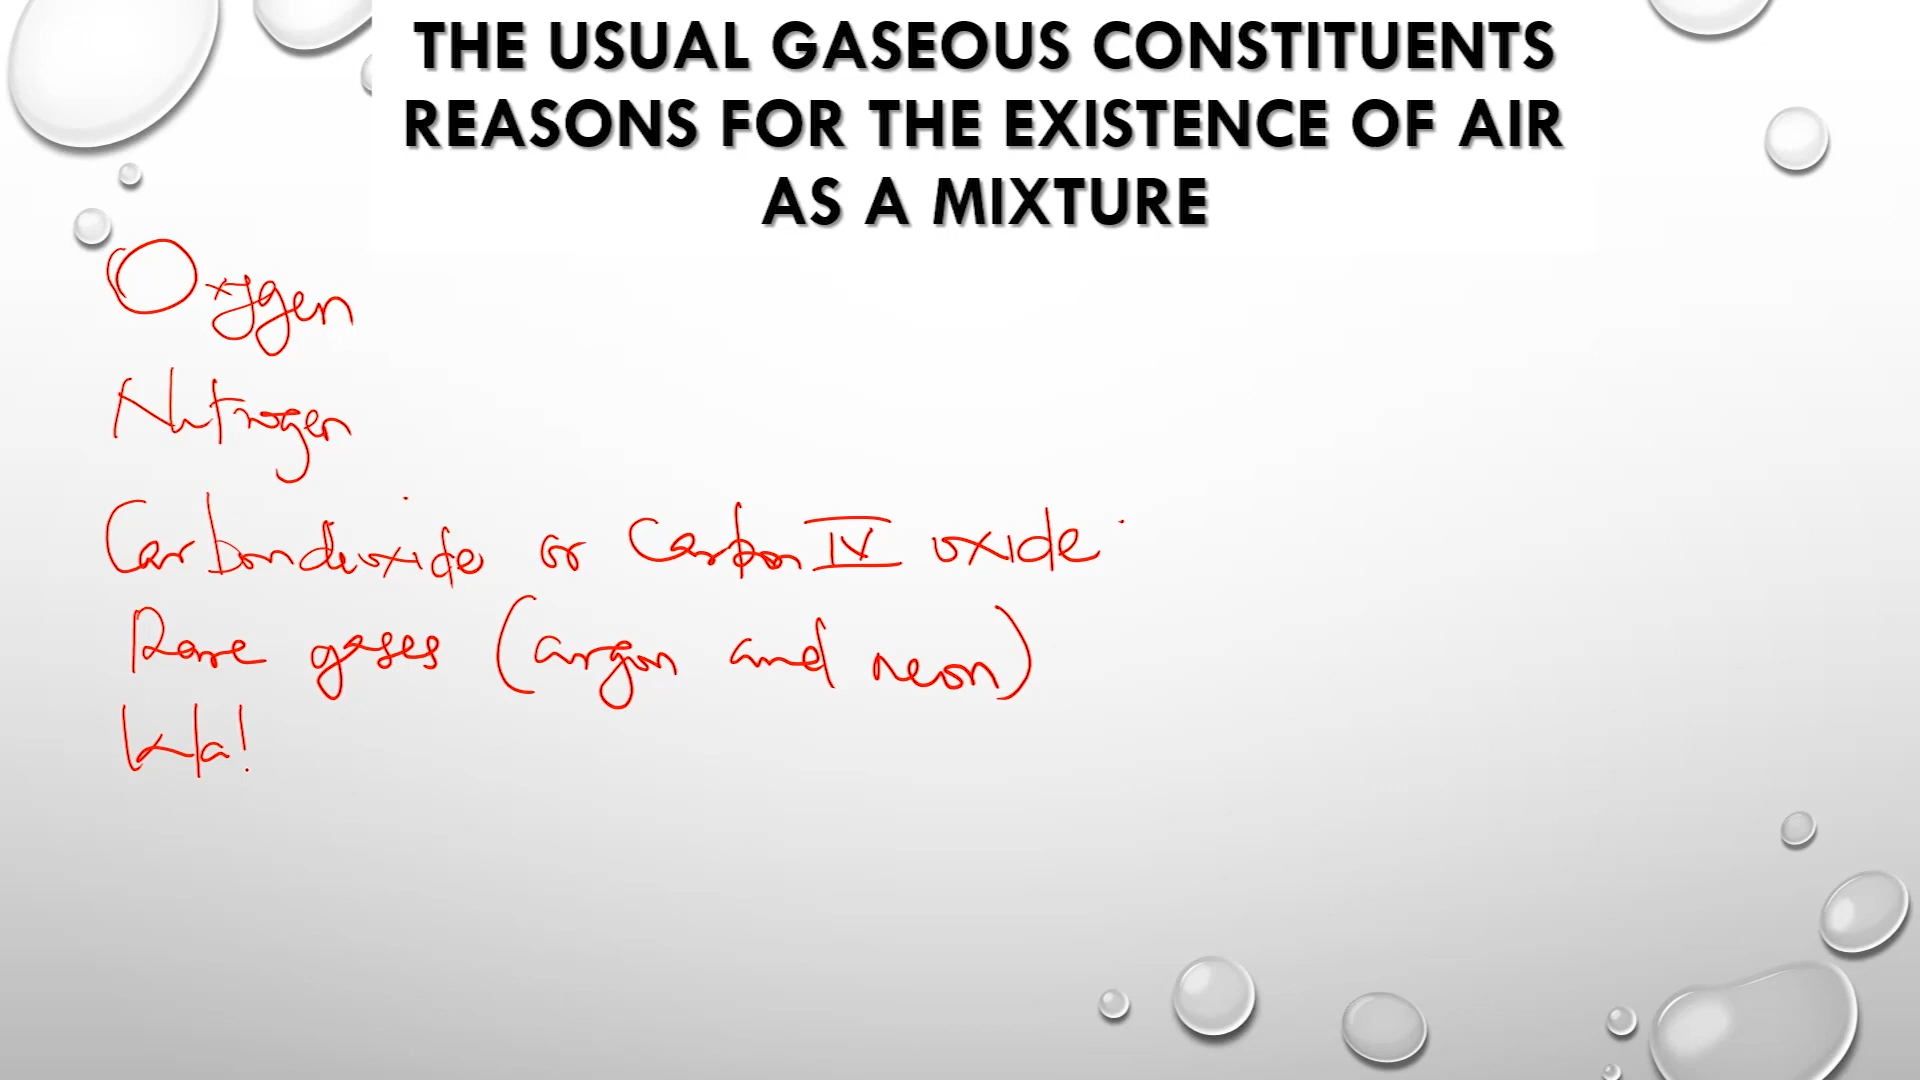 THE USUAL GASEOUS CONSTITUENTS
REASONS FOR THE EXISTENCE OF AIR
AS A MIXTURE
Oxygen
Nitrogen
Carbondioxide or Carbon IV oxide
Rare gases (argon and neon)